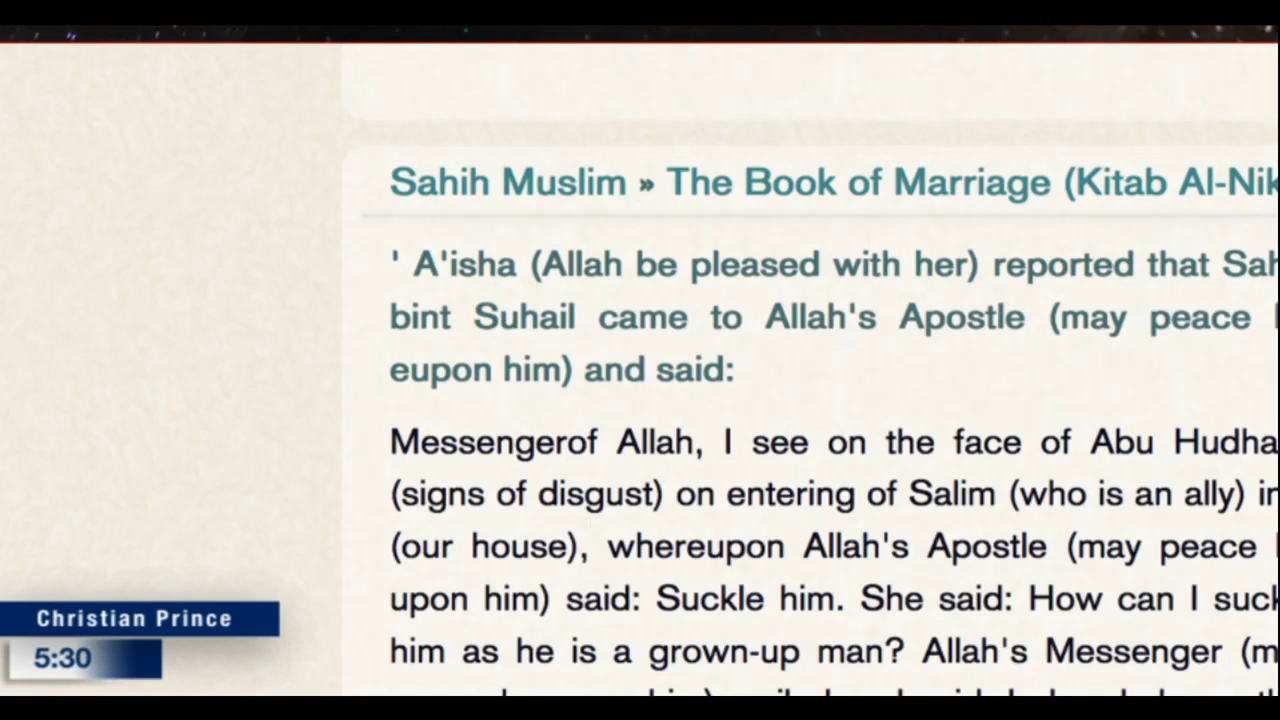 Sahih Muslim » The Book of Marriage (Kitab Al-Nik
' A'isha (Allah be pleased with her) reported that Sah
bint Suhail came to Allah's Apostle (may peace
eupon him) and said:
Messengerof Allah, I see on the face of Abu Hudha
(signs of disgust) on entering of Salim (who is an ally) in
(our house), whereupon Allah's Apostle (may peace
upon him) said: Suckle him. She said: How can I suck
him as he is a grown-up man? Allah's Messenger (m
Christian Prince
5:30